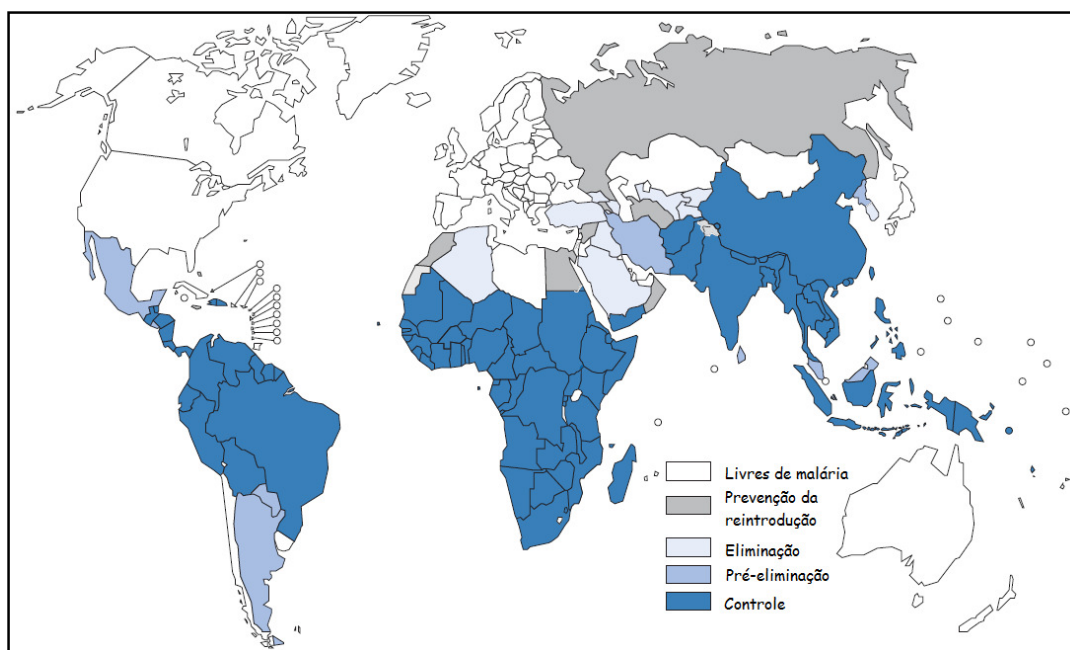 Livres de malária
Prevenção da
reintrodução
Eliminação
Pré-eliminação
Controle